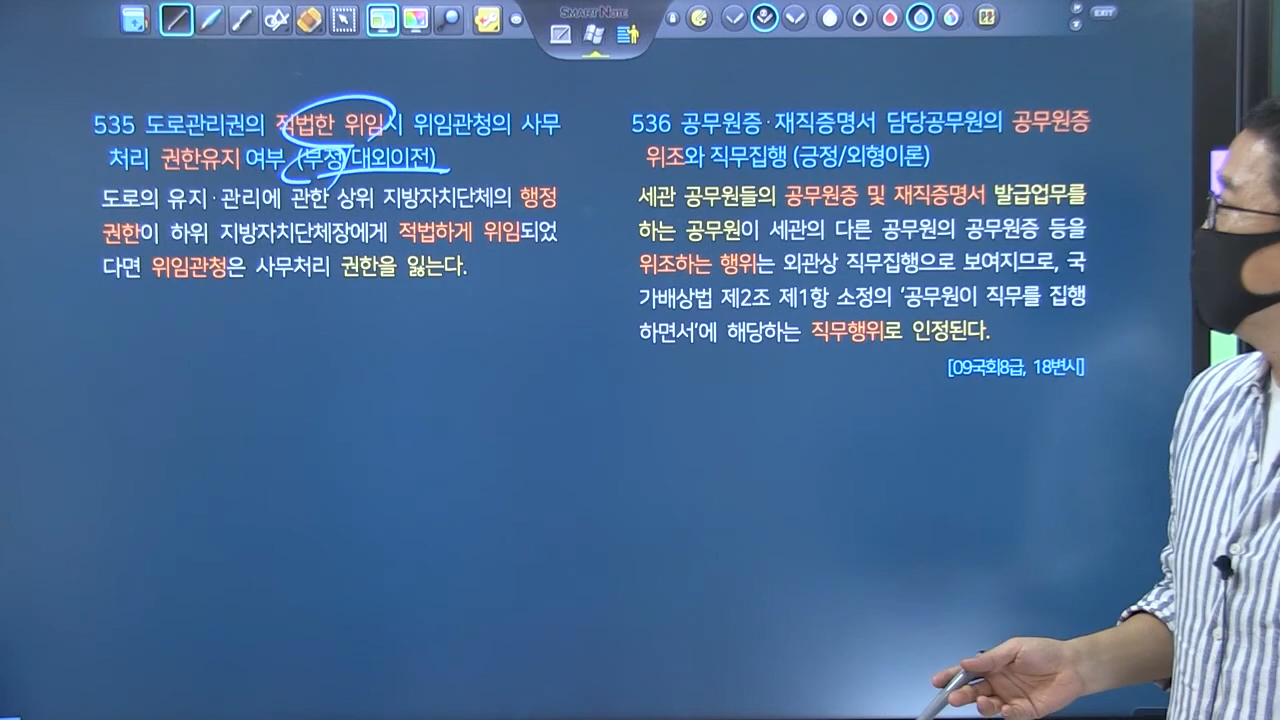 SMART NOTE
EXIT
535 도로관리권의 적법한 위임시 위임관청의 사무
처리 권한유지 여부 (부정/대외이전)
도로의 유지·관리에 관한 상위 지방자치단체의 행정
권한이 하위 지방자치단체장에게 적법하게 위임되었
다면 위임관청은 사무처리 권한을 잃는다.
536 공무원증·재직증명서 담당공무원의 공무원증
위조와 직무집행 (긍정/외형이론)
세관 공무원들의 공무원증 및 재직증명서 발급업무를
하는 공무원이 세관의 다른 공무원의 공무원증 등을
위조하는 행위는 외관상 직무집행으로 보여지므로, 국
가배상법 제2조 제1항 소정의 '공무원이 직무를 집행
하면서'에 해당하는 직무행위로 인정된다.
[09국회8급, 18변시]